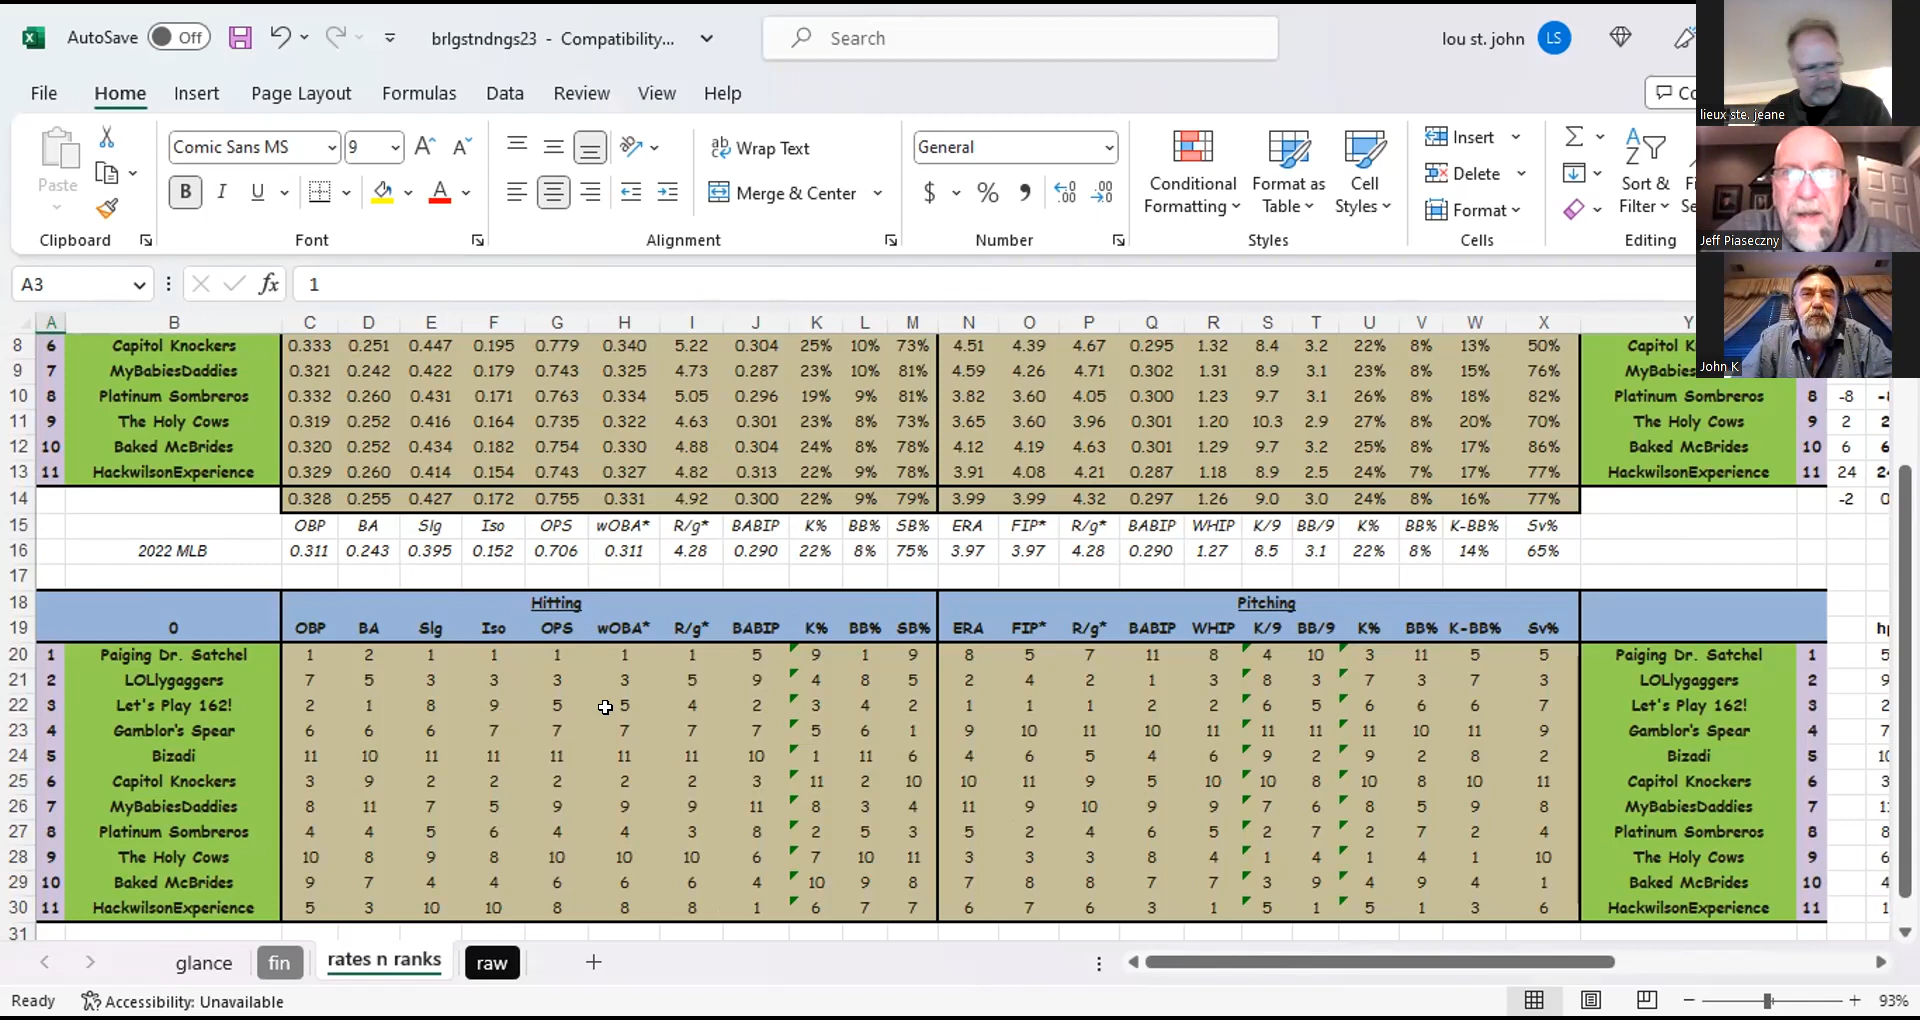 AutoSave Off brlgstndngs23 - Compatibility... Search lou st. john LS
File Home Insert Page Layout Formulas Data Review View Help
Paste Comic Sans MS 9 A^ A˅ ab Wrap Text General Conditional Formatting Format as Table Cell Styles Insert Delete Format Sort & Filter
B I U A Merge & Center $ % , .00
Clipboard Font Alignment Number Styles Cells Editing
A3 fx 1
A B C D E F G H I J K L M N O P Q R S T U V W X Y
8 6 Capitol Knockers 0.333 0.251 0.447 0.195 0.779 0.340 5.22 0.304 25% 10% 73% 4.51 4.39 4.67 0.295 1.32 8.4 3.2 22% 8% 13% 50% Capitol K
9 7 MyBabiesDaddies 0.321 0.242 0.422 0.179 0.743 0.325 4.73 0.287 23% 10% 81% 4.59 4.26 4.71 0.302 1.31 8.9 3.1 23% 8% 15% 76% MyBabies
10 8 Platinum Sombreros 0.332 0.260 0.431 0.171 0.763 0.334 5.05 0.296 19% 9% 81% 3.82 3.60 4.05 0.300 1.23 9.7 3.1 26% 8% 18% 82% Platinum Sombreros 8 -8
11 9 The Holy Cows 0.319 0.252 0.416 0.164 0.735 0.322 4.63 0.301 23% 8% 73% 3.65 3.60 3.96 0.301 1.20 10.3 2.9 27% 8% 20% 70% The Holy Cows 9 2 2
12 10 Baked McBrides 0.320 0.252 0.434 0.182 0.754 0.330 4.88 0.304 24% 8% 78% 4.12 4.19 4.63 0.301 1.29 9.7 3.2 25% 8% 17% 86% Baked McBrides 10 6 6
13 11 HackwilsonExperience 0.329 0.260 0.414 0.154 0.743 0.327 4.82 0.313 22% 9% 78% 3.91 4.08 4.21 0.287 1.18 8.9 2.5 24% 7% 17% 77% HackwilsonExperience 11 24 2
14 0.328 0.255 0.427 0.172 0.755 0.331 4.92 0.300 22% 9% 79% 3.99 3.99 4.32 0.297 1.26 9.0 3.0 24% 8% 16% 77% -2 0
15 OBP BA Slg Iso OPS wOBA* R/g* BABIP K% BB% SB% ERA FIP* R/g* BABIP WHIP K/9 BB/9 K% BB% K-BB% Sv%
16 2022 MLB 0.311 0.243 0.395 0.152 0.706 0.311 4.28 0.290 22% 8% 75% 3.97 3.97 4.28 0.290 1.27 8.5 3.1 22% 8% 14% 65%
17
18 Hitting Pitching
19 0 OBP BA Slg Iso OPS wOBA* R/g* BABIP K% BB% SB% ERA FIP* R/g* BABIP WHIP K/9 BB/9 K% BB% K-BB% Sv%
20 1 Paiging Dr. Satchel 1 2 1 1 1 1 1 5 9 1 9 8 5 7 11 8 4 10 3 11 5 5 Paiging Dr. Satchel 1 5
21 2 LOLlygaggers 7 5 3 3 3 3 5 9 4 8 5 2 4 2 1 3 8 3 7 3 7 3 LOLlygaggers 2 9
22 3 Let's Play 162! 2 1 8 9 5 5 4 2 3 4 2 1 1 1 2 2 6 5 6 6 6 7 Let's Play 162! 3 2
23 4 Gamblor's Spear 6 6 6 7 7 7 7 7 5 6 1 9 10 11 10 11 11 11 11 10 11 9 Gamblor's Spear 4 7
24 5 Bizadi 11 10 11 11 11 11 11 10 1 11 6 4 6 5 4 6 9 2 9 2 8 2 Bizadi 5 10
25 6 Capitol Knockers 3 9 2 2 2 2 2 3 11 2 10 10 11 9 5 10 10 8 10 8 10 11 Capitol Knockers 6 3
26 7 MyBabiesDaddies 8 11 7 5 9 9 9 11 8 3 4 11 9 10 9 9 7 6 8 5 9 8 MyBabiesDaddies 7
27 8 Platinum Sombreros 4 4 5 6 4 4 3 8 2 5 3 5 2 4 6 5 2 7 2 7 2 4 Platinum Sombreros 8 8
28 9 The Holy Cows 10 8 9 8 10 10 10 6 7 10 11 3 3 3 8 4 1 4 1 4 1 10 The Holy Cows 9 6
29 10 Baked McBrides 9 7 4 4 6 6 6 4 10 9 8 7 8 8 7 7 3 9 4 9 4 1 Baked McBrides 10 4
30 11 HackwilsonExperience 5 3 10 10 8 8 8 1 6 7 7 6 7 6 3 1 5 1 5 1 3 6 HackwilsonExperience 11 1
31
glance fin rates n ranks raw
Ready Accessibility: Unavailable 93%
lieux ste. jeane
Jeff Piaseczny
John K